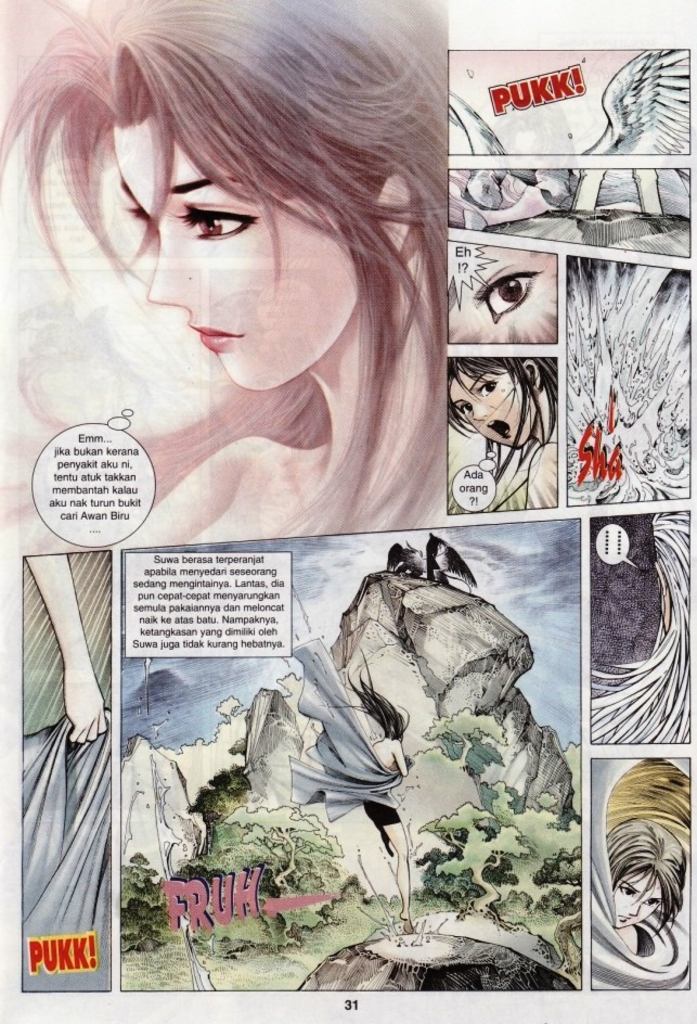 PUKK!
Eh
!?
Sha
Ada
orang
?!
Emm...
jika bukan kerana
penyakit aku ni,
tentu atuk takkan
membantah kalau
aku nak turun bukit
cari Awan Biru
....
Suwa berasa terperanjat
apabila menyedari seseorang
sedang mengintainya. Lantas, dia
pun cepat-cepat menyarungkan
semula pakaiannya dan meloncat
naik ke atas batu. Nampaknya,
ketangkasan yang dimiliki oleh
Suwa juga tidak kurang hebatnya.
FRUH
PUKK!
31